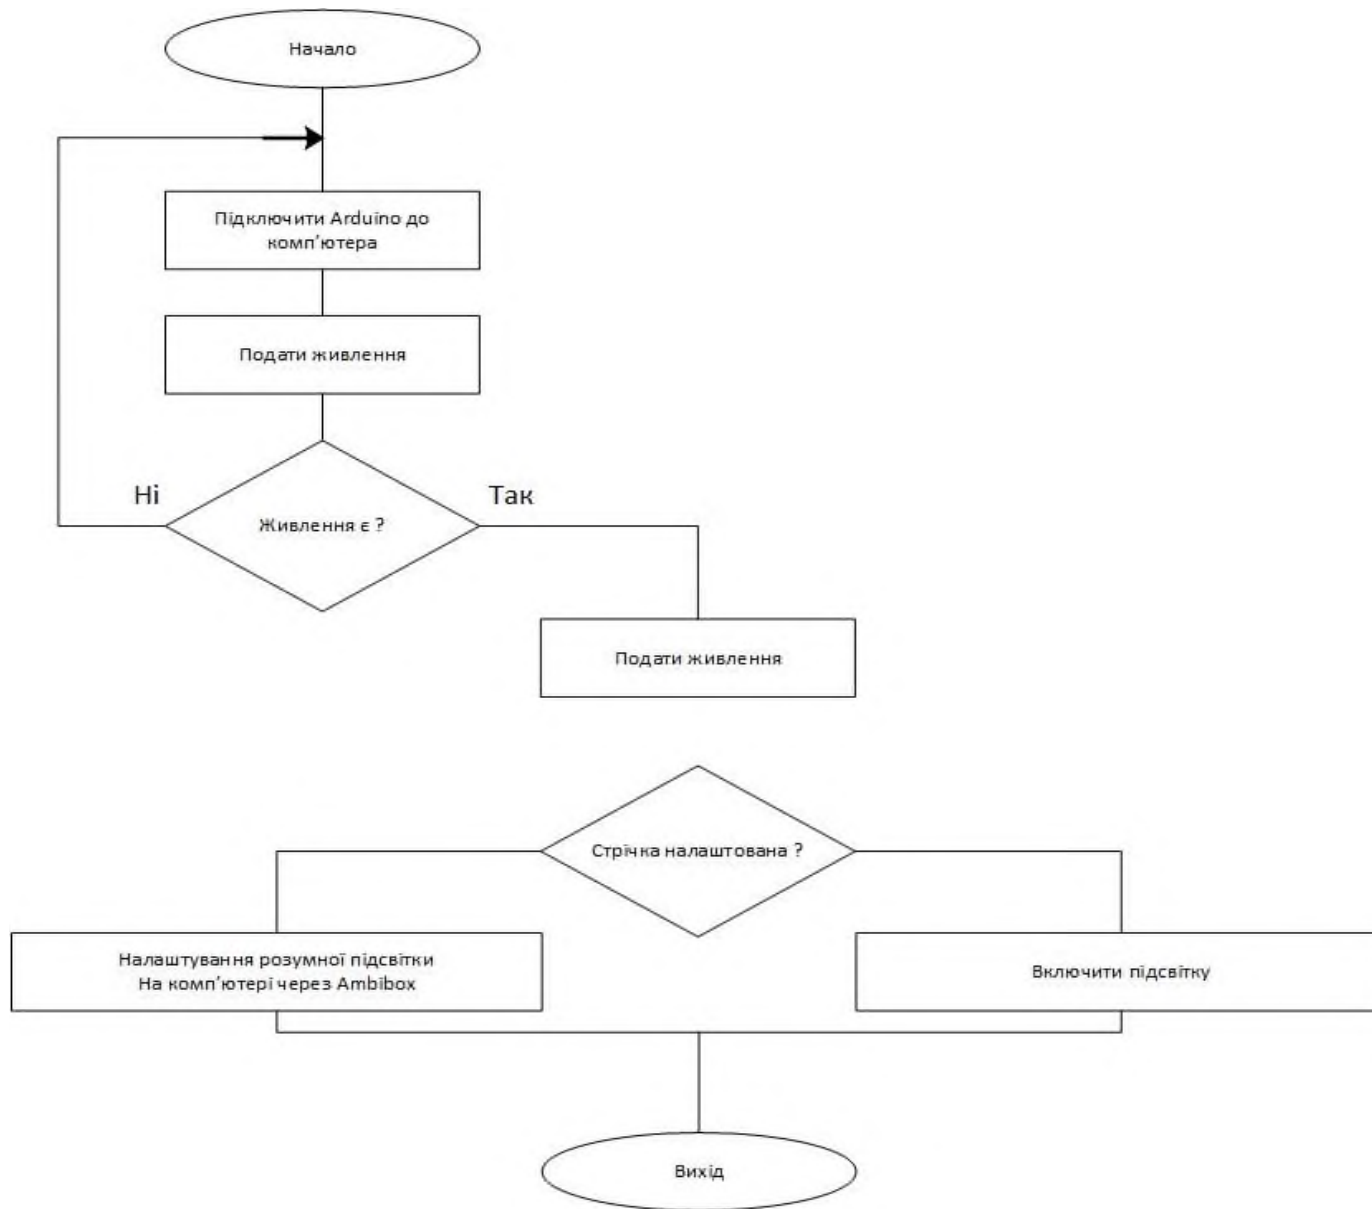 Начало
Підключити Arduino до
комп’ютера
Подати живлення
Ні
Так
Живлення є ?
Подати живлення
Стрічка налаштована ?
Налаштування розумної підсвітки
На комп’ютері через Ambibox
Включити підсвітку
Вихід